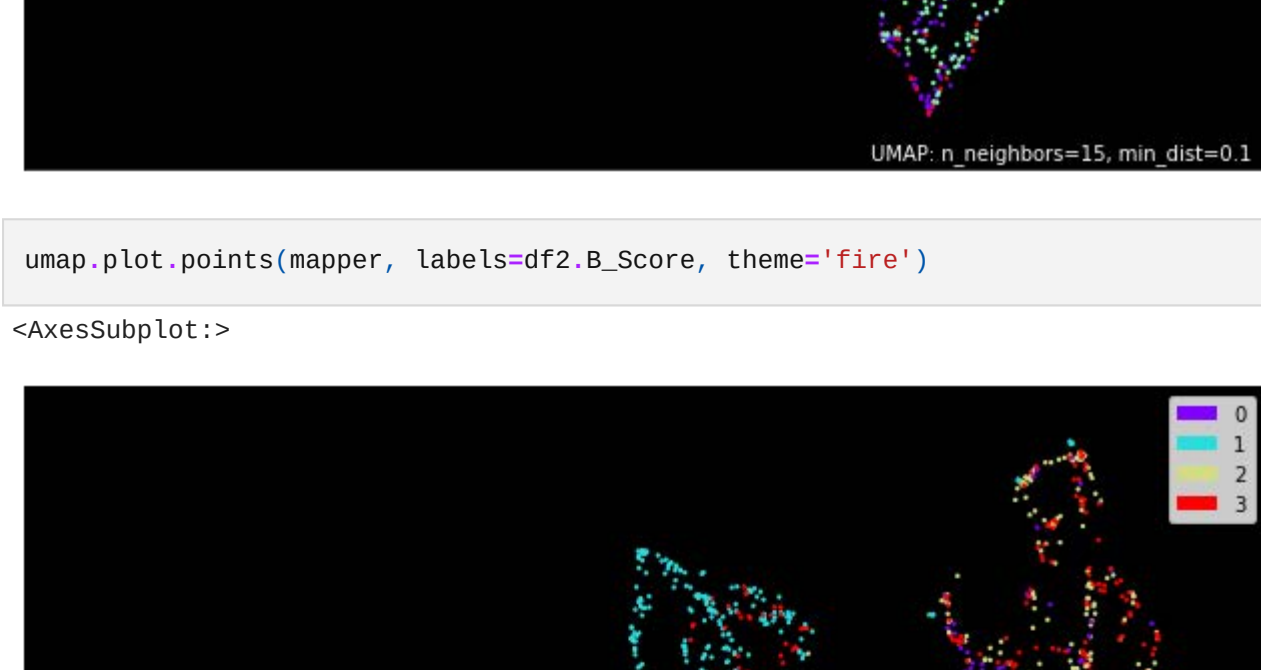 UMAP: n_neighbors=15, min_dist=0.1
umap.plot.points(mapper, labels=df2.B_Score, theme='fire')
<AxesSubplot:>
0
1
2
3